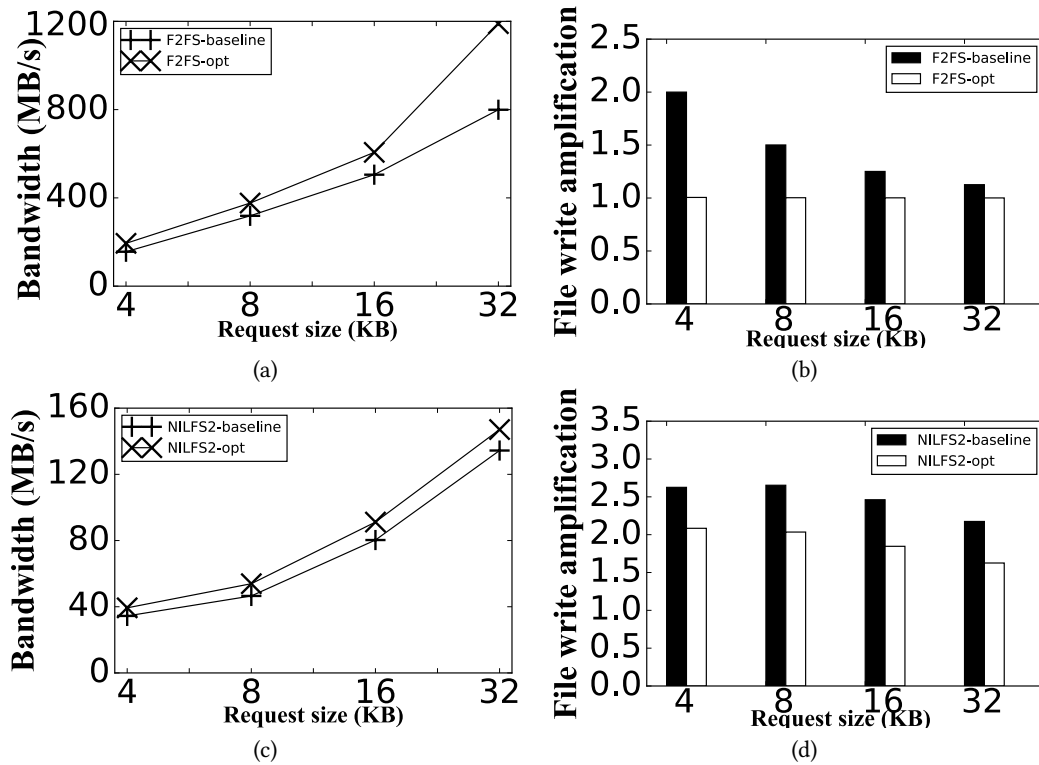 Bandwidth (MB/s)
1200
800
400
0
F2FS-baseline
F2FS-opt
4 8 16 32
Request size (KB)
(a)
File write amplification
2.5
2.0
1.5
1.0
0.5
0.0
F2FS-baseline
F2FS-opt
4 8 16 32
Request size (KB)
(b)
Bandwidth (MB/s)
160
120
80
40
0
NILFS2-baseline
NILFS2-opt
4 8 16 32
Request size (KB)
(c)
File write amplification
3.5
3.0
2.5
2.0
1.5
1.0
0.5
0.0
NILFS2-baseline
NILFS2-opt
4 8 16 32
Request size (KB)
(d)